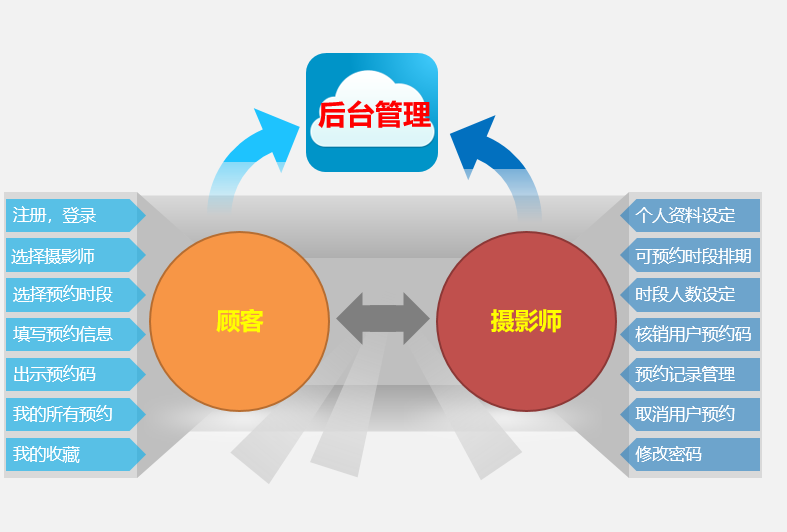 后台管理
注册，登录
选择摄影师
选择预约时段
填写预约信息
出示预约码
我的所有预约
我的收藏
顾客
摄影师
个人资料设定
可预约时段排期
时段人数设定
核销用户预约码
预约记录管理
取消用户预约
修改密码